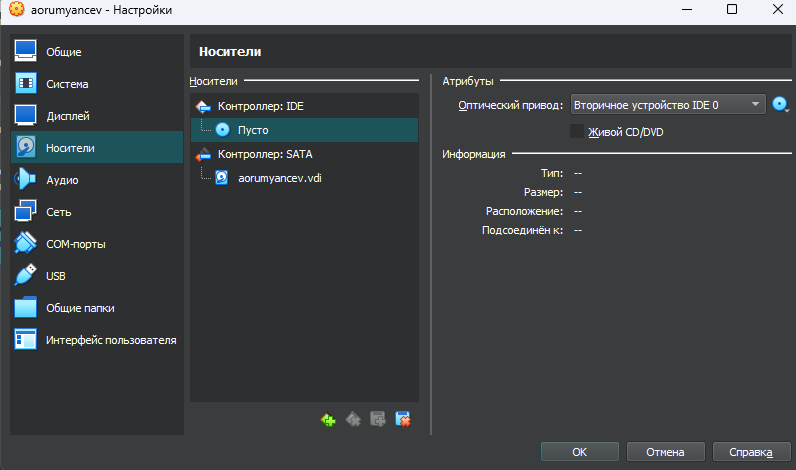 aorumyancev - Настройки
Общие
Система
Дисплей
Носители
Аудио
Сеть
COM-порты
USB
Общие папки
Интерфейс пользователя
Носители
Носители
Контроллер: IDE
Пусто
Контроллер: SATA
aorumyancev.vdi
Атрибуты
Оптический привод: Вторичное устройство IDE 0
Живой CD/DVD
Информация
Тип: --
Размер: --
Расположение: --
Подсоединён к: --
OK Отмена Справка